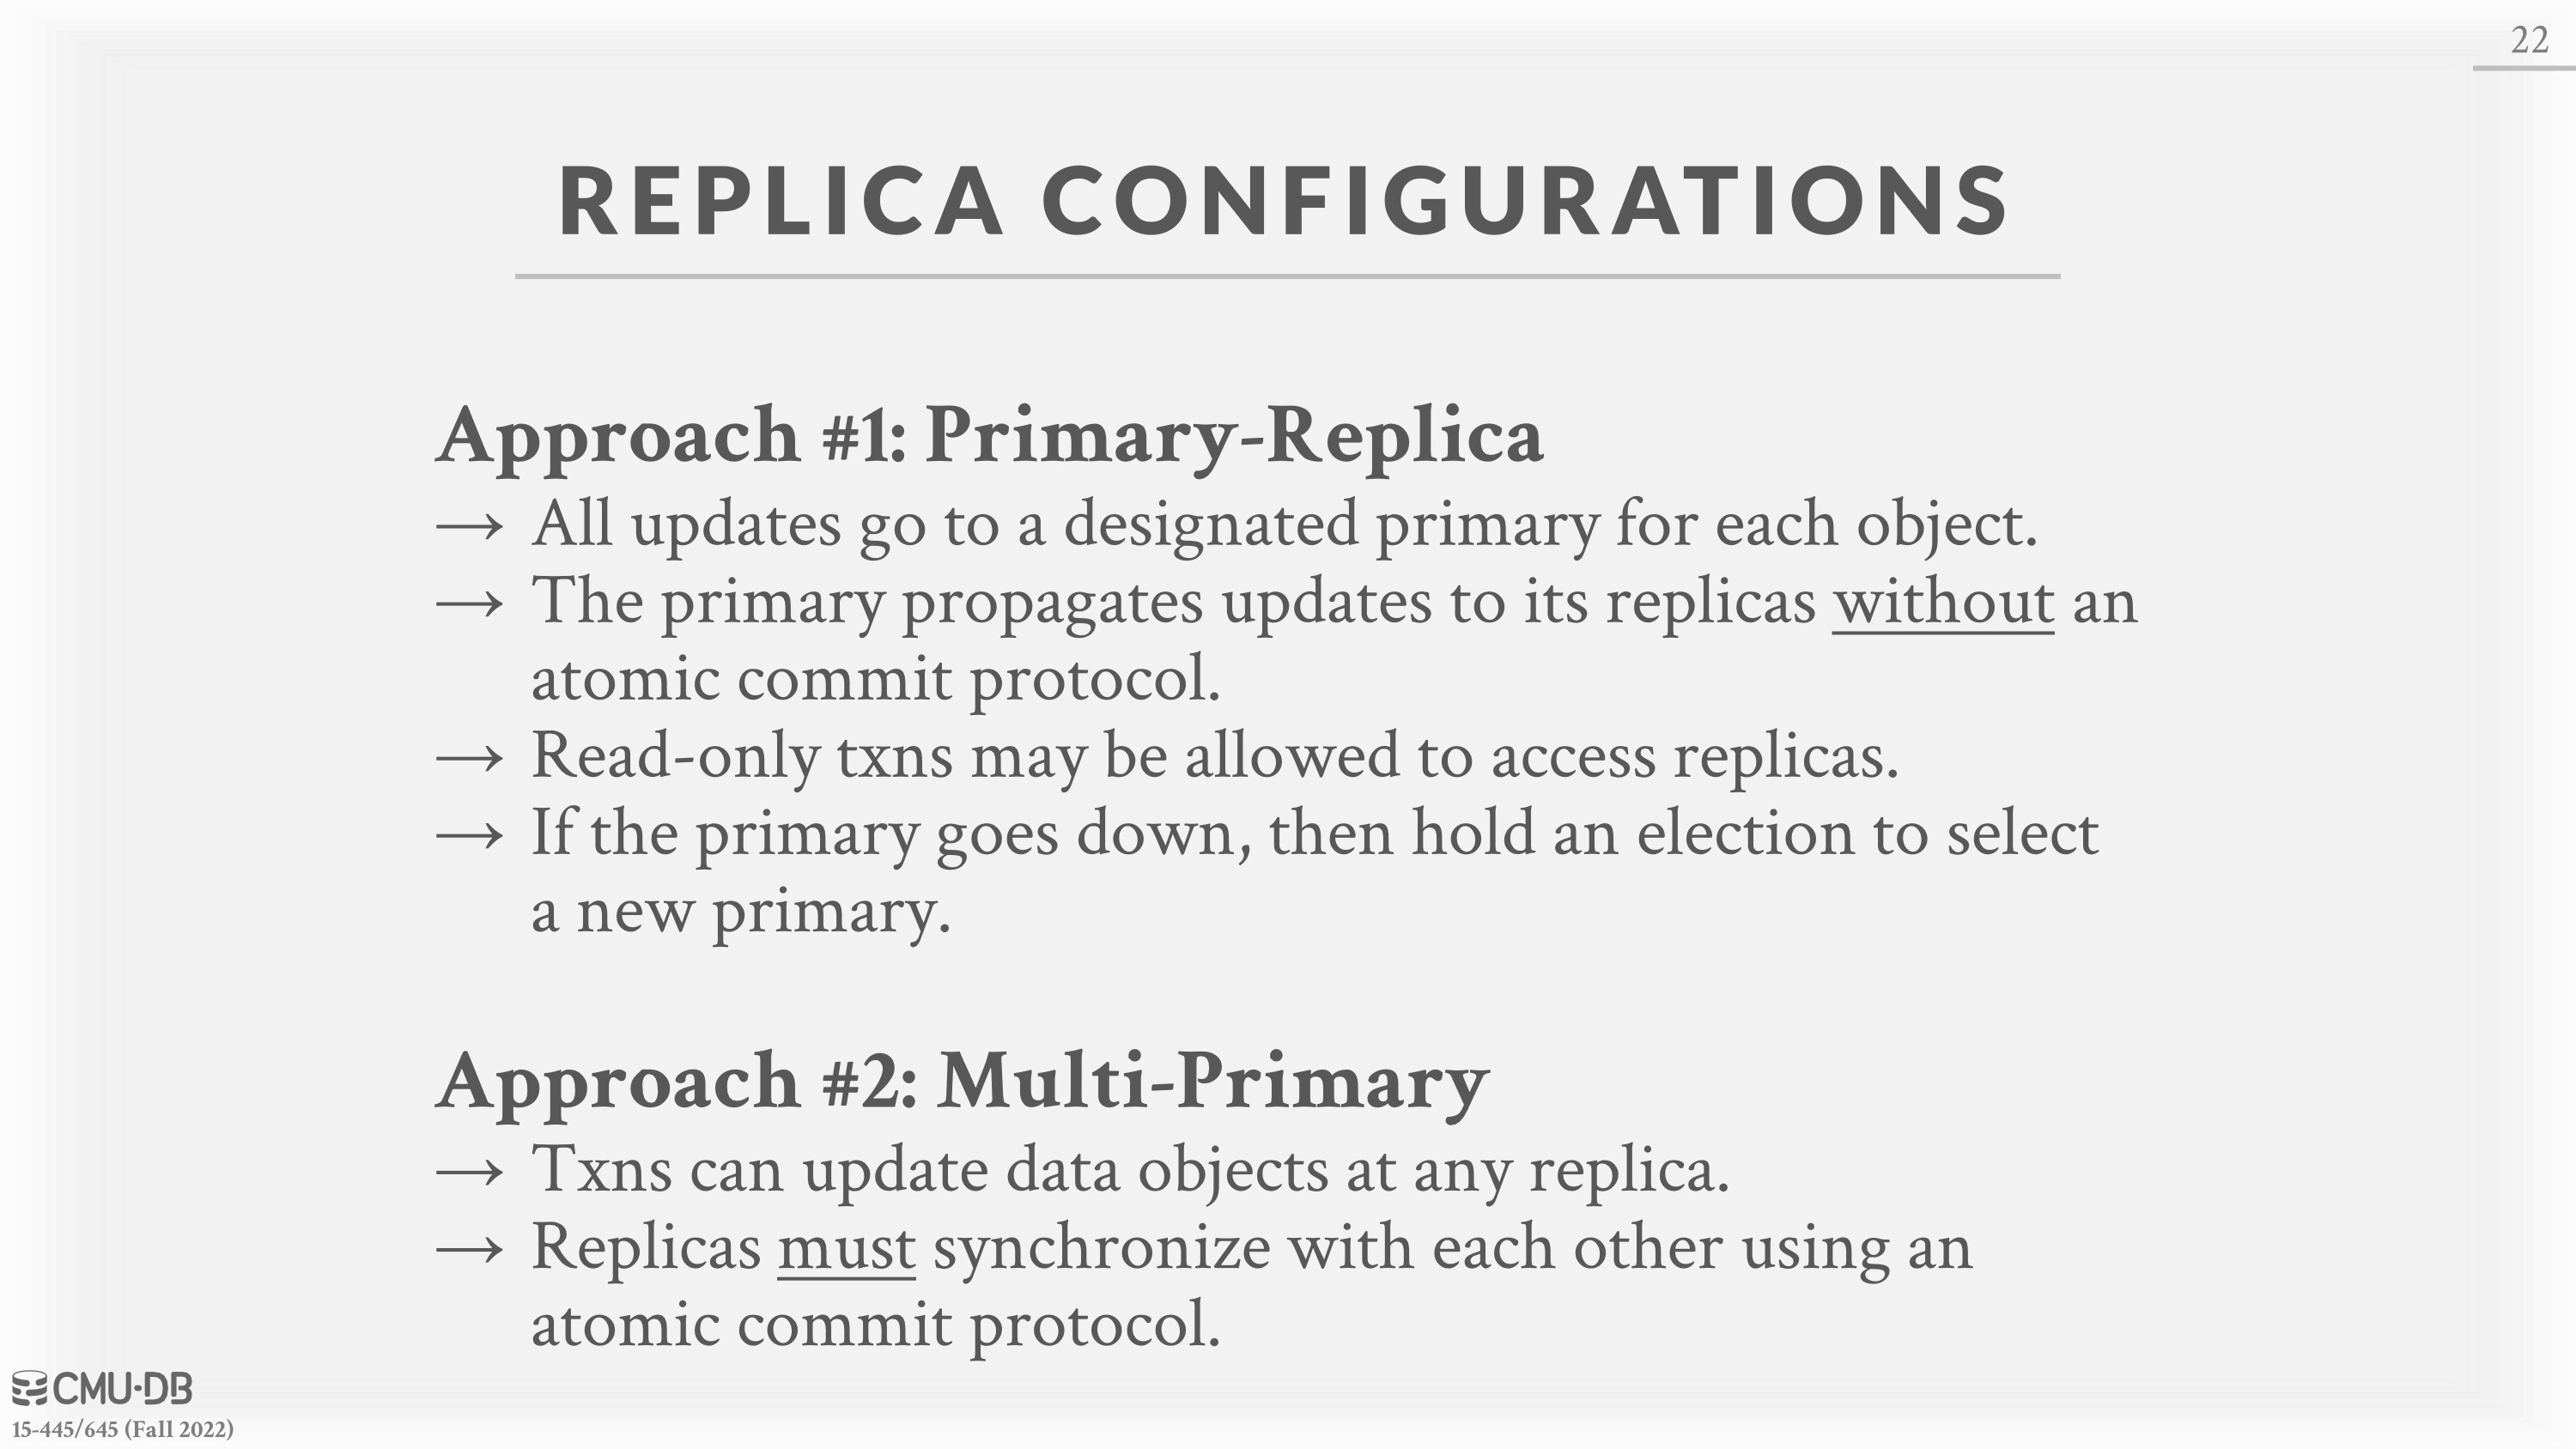 22
REPLICA CONFIGURATIONS
Approach #1: Primary-Replica
→ All updates go to a designated primary for each object.
→ The primary propagates updates to its replicas without an
atomic commit protocol.
→ Read-only txns may be allowed to access replicas.
→ If the primary goes down, then hold an election to select
a new primary.
Approach #2: Multi-Primary
→ Txns can update data objects at any replica.
→ Replicas must synchronize with each other using an
atomic commit protocol.
CMU·DB
15-445/645 (Fall 2022)